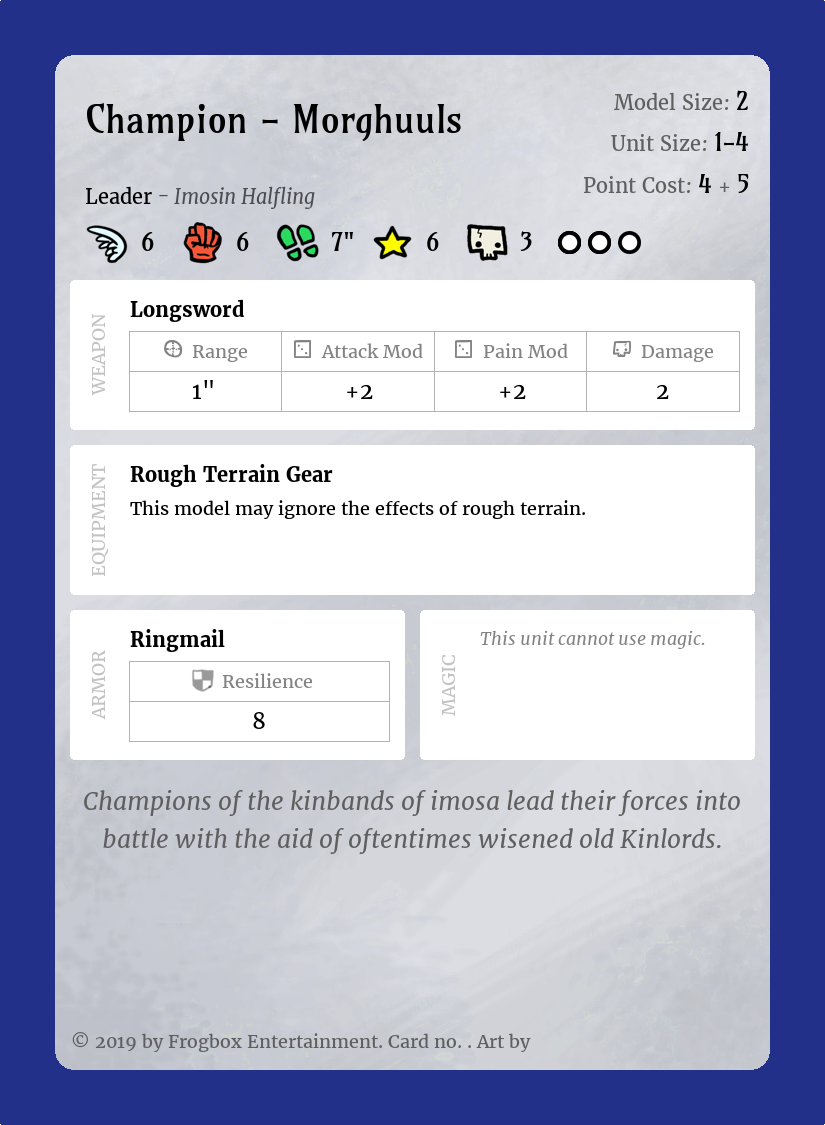 Champion – Morghuuls
Model Size: 2
Unit Size: 1–4
Point Cost: 4 + 5
Leader – Imosin Halfling
6 6 7" 6 3
WEAPON
Longsword
Range Attack Mod Pain Mod Damage
1" +2 +2 2
EQUIPMENT
Rough Terrain Gear
This model may ignore the effects of rough terrain.
ARMOR
Ringmail
Resilience
8
MAGIC
This unit cannot use magic.
Champions of the kinbands of imosa lead their forces into
battle with the aid of oftentimes wisened old Kinlords.
© 2019 by Frogbox Entertainment. Card no. . Art by